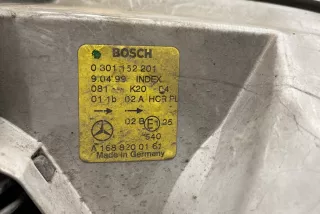 BOSCH
0 301 152 201
9.04.99 INDEX
081 K20 04
01 1b 02 A HCR PL
02 B E1 25
540
A 168 820 01 61
Made in Germany